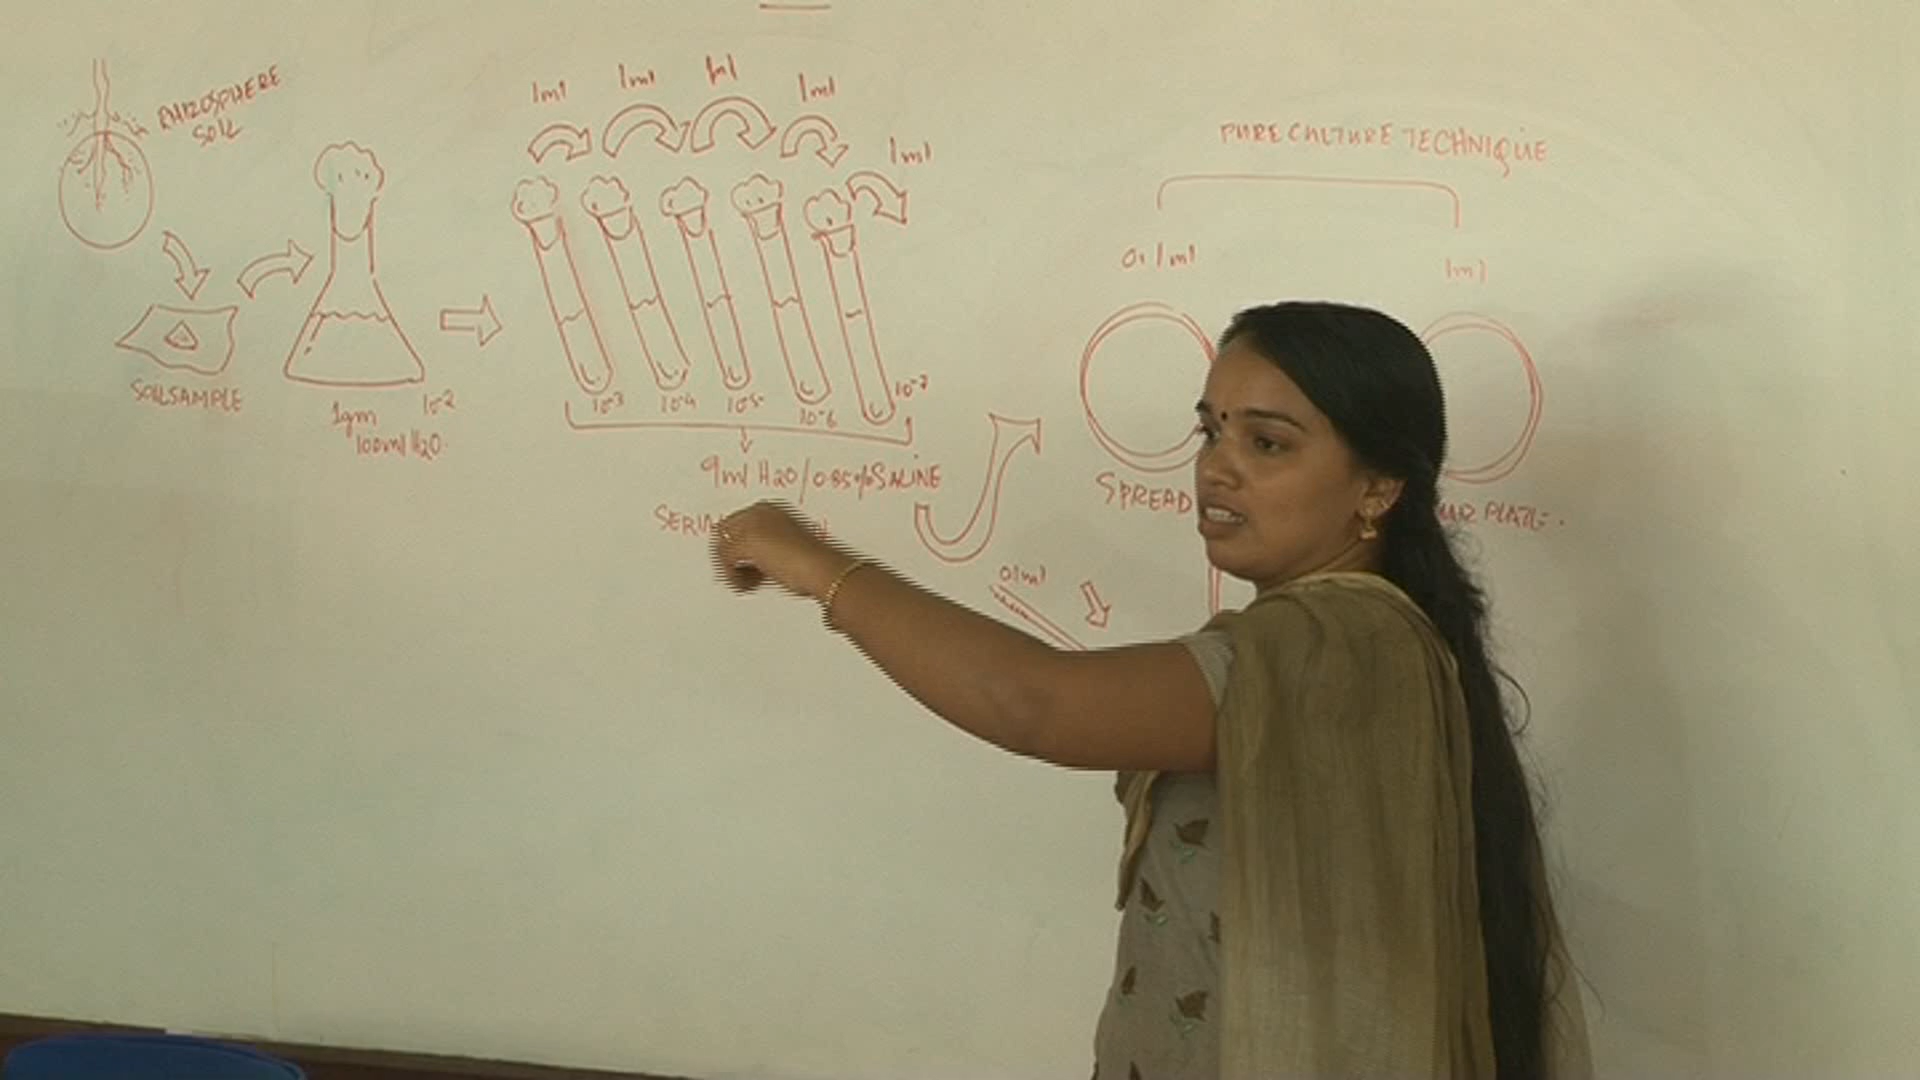 RHIZOSPHERE
SOIL
SOILSAMPLE
1gm
100ml H2O
10-2
1ml
1ml
1ml
1ml
1ml
10-3
10-4
10-5
10-6
10-7
9ml H2O/0.85% SALINE
PURE CULTURE TECHNIQUE
0.1ml
1ml
SPREAD
PLATE.
0.1ml